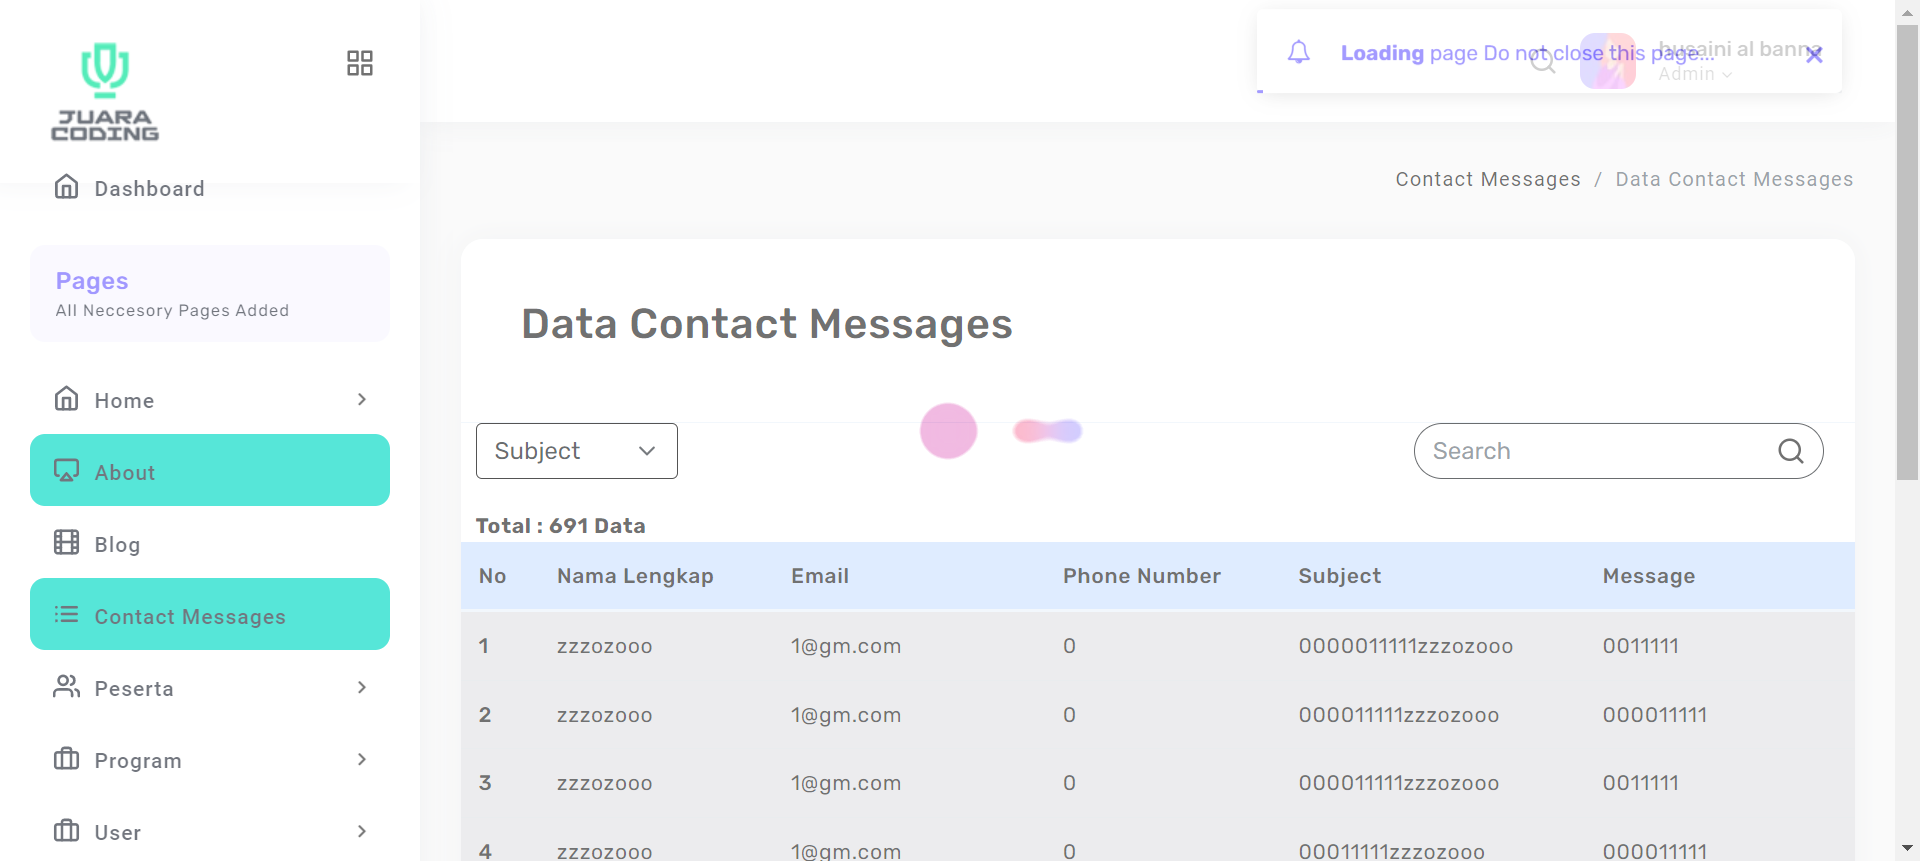 JUARA
CODING
Dashboard
Pages
All Neccesory Pages Added
Home
About
Blog
Contact Messages
Peserta
Program
User
Loading page Do not close this page...
husaini al banna
Admin
Contact Messages / Data Contact Messages
Data Contact Messages
Subject
Search
Total : 691 Data
No Nama Lengkap Email Phone Number Subject Message
1 zzzozooo 1@gm.com 0 0000011111zzzozooo 0011111
2 zzzozooo 1@gm.com 0 000011111zzzozooo 000011111
3 zzzozooo 1@gm.com 0 000011111zzzozooo 0011111
4 zzzozooo 1@gm.com 0 00011111zzzozooo 000011111